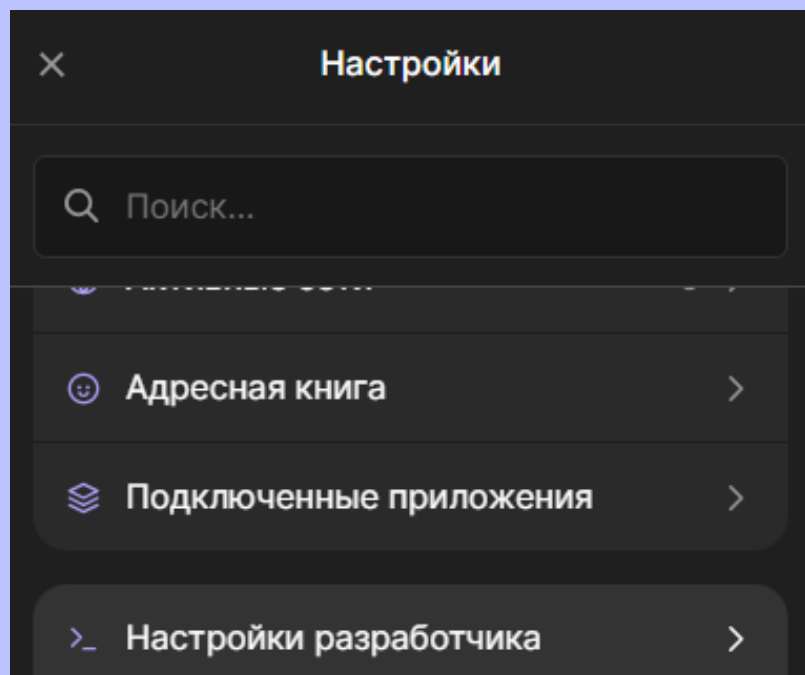 Настройки
Поиск...
Адресная книга
Подключенные приложения
Настройки разработчика